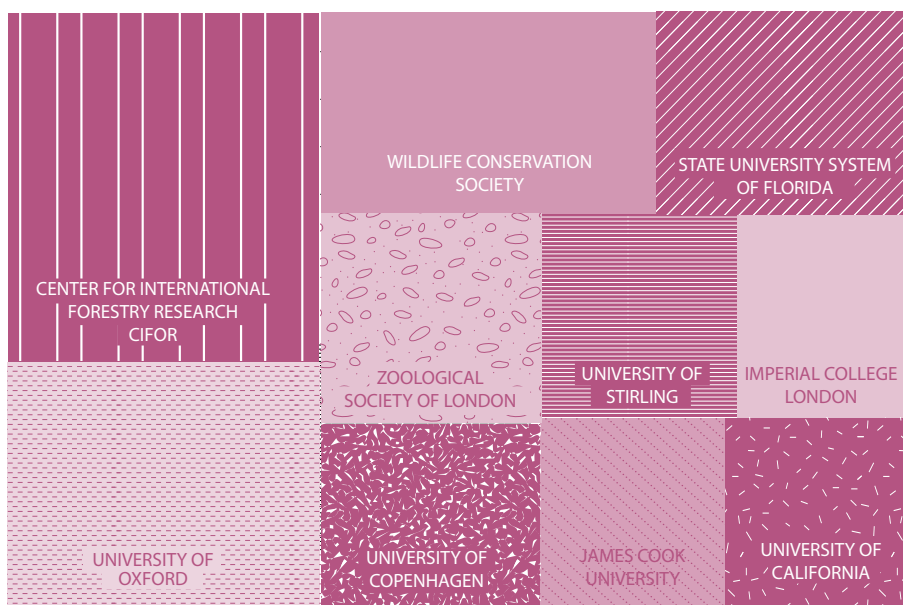 WILDLIFE CONSERVATION
SOCIETY
STATE UNIVERSITY SYSTEM
OF FLORIDA
CENTER FOR INTERNATIONAL
FORESTRY RESEARCH
CIFOR
ZOOLOGICAL
SOCIETY OF LONDON
UNIVERSITY OF
STIRLING
IMPERIAL COLLEGE
LONDON
UNIVERSITY OF
OXFORD
UNIVERSITY OF
COPENHAGEN
JAMES COOK
UNIVERSITY
UNIVERSITY OF
CALIFORNIA